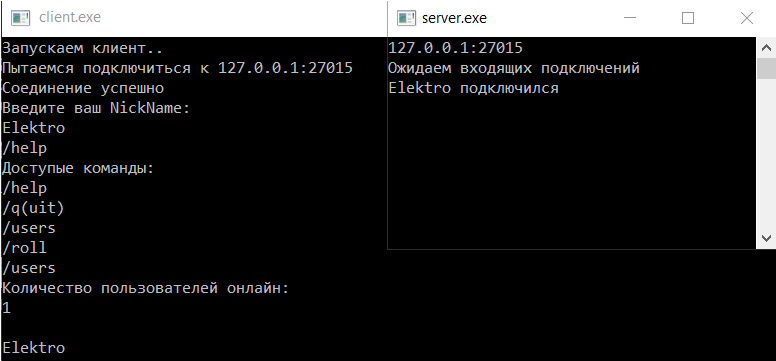 client.exe
Запускаем клиент..
Пытаемся подключиться к 127.0.0.1:27015
Соединение успешно
Введите ваш NickName:
Elektro
/help
Доступые команды:
/help
/q(uit)
/users
/roll
/users
Количество пользователей онлайн:
1
Elektro
server.exe
127.0.0.1:27015
Ожидаем входящих подключений
Elektro подключился